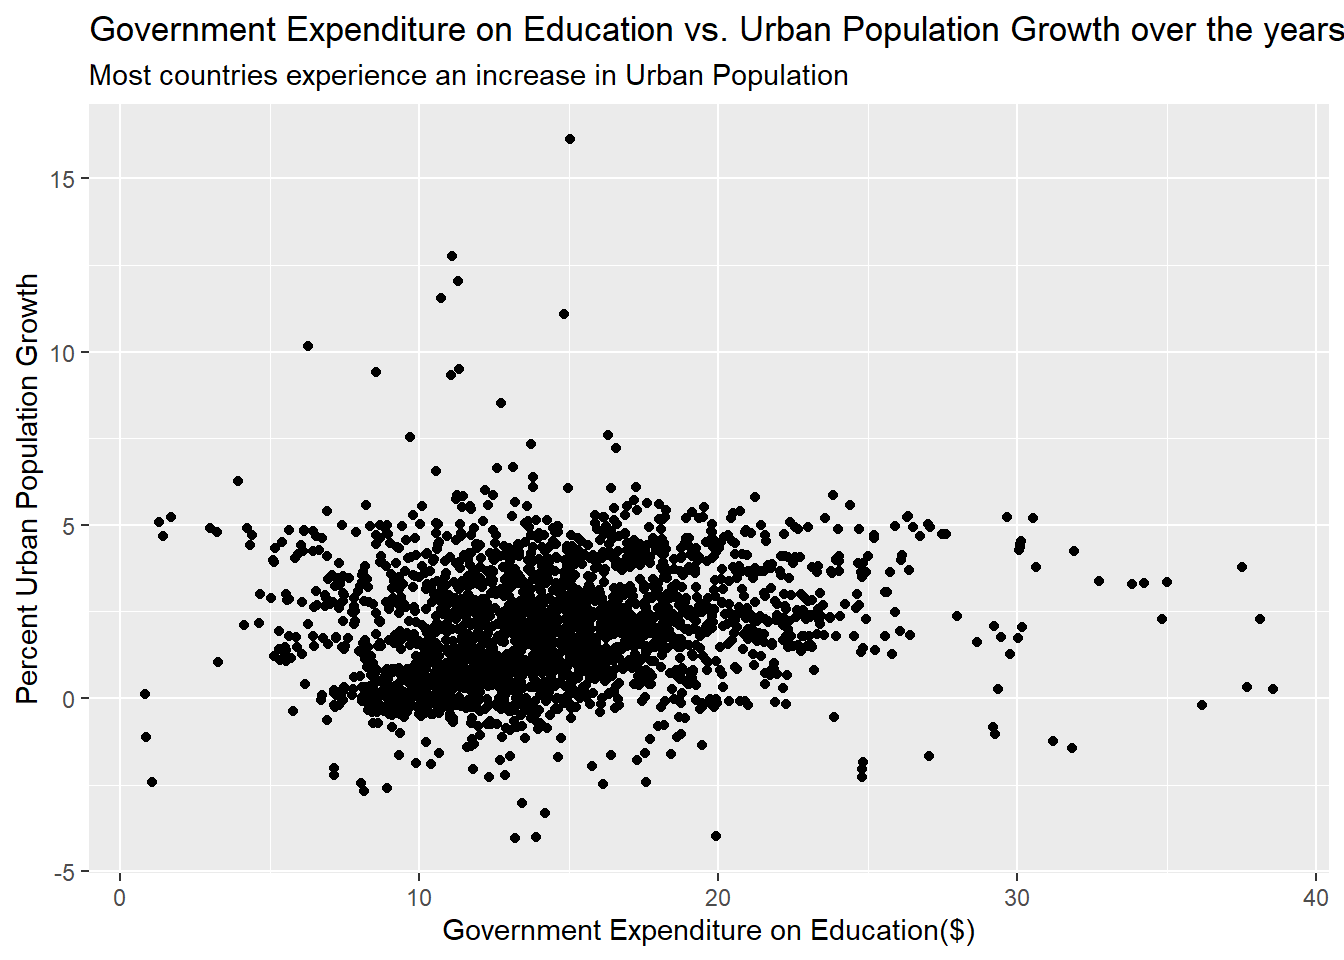 Government Expenditure on Education vs. Urban Population Growth over the years
Most countries experience an increase in Urban Population
15
10
5
0
-5
Percent Urban Population Growth
0 10 20 30 40
Government Expenditure on Education($)